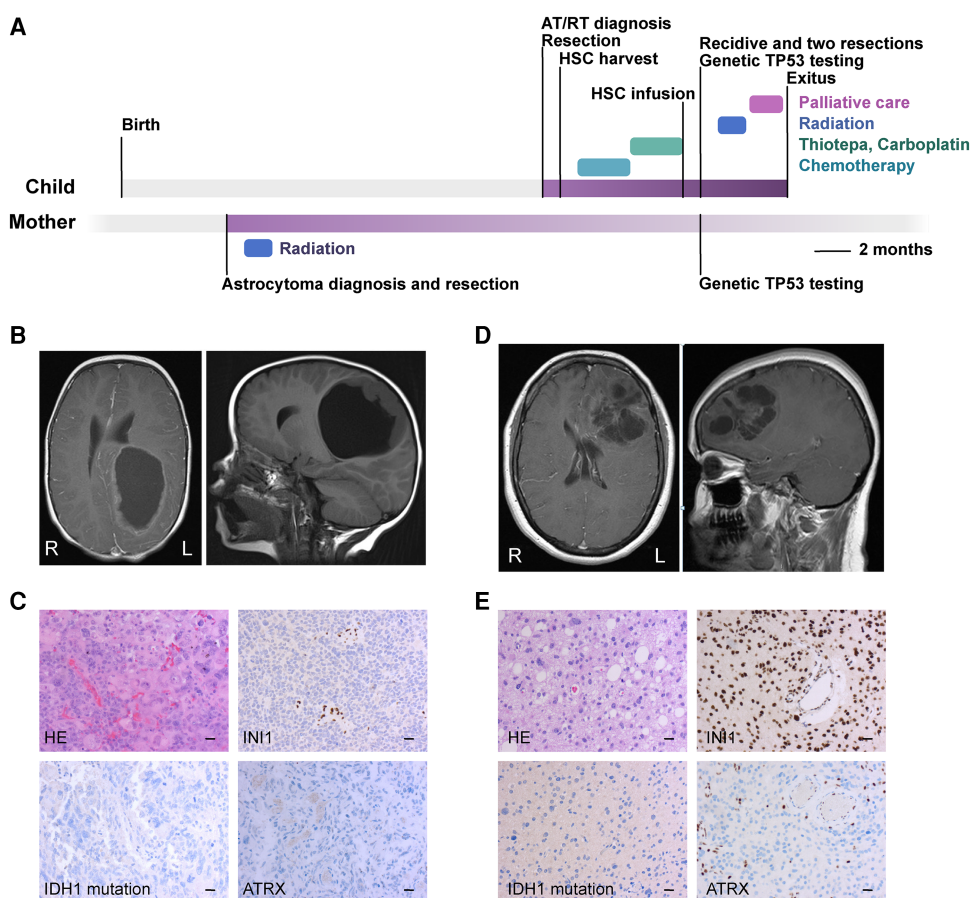 A
AT/RT diagnosis
Resection
HSC harvest
HSC infusion
Recidive and two resections
Genetic TP53 testing
Exitus
Birth
Palliative care
Radiation
Thiotepa, Carboplatin
Chemotherapy
Child
Mother
Radiation
2 months
Astrocytoma diagnosis and resection
Genetic TP53 testing
B
R
L
D
R
L
C
HE
INI1
IDH1 mutation
ATRX
E
HE
INI1
IDH1 mutation
ATRX